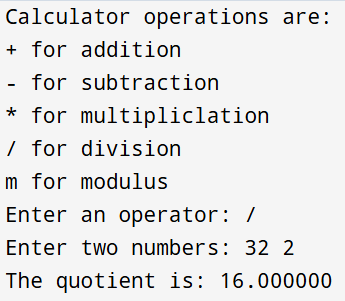 Calculator operations are:
+ for addition
- for subtraction
* for multipliclation
/ for division
m for modulus
Enter an operator: /
Enter two numbers: 32 2
The quotient is: 16.000000